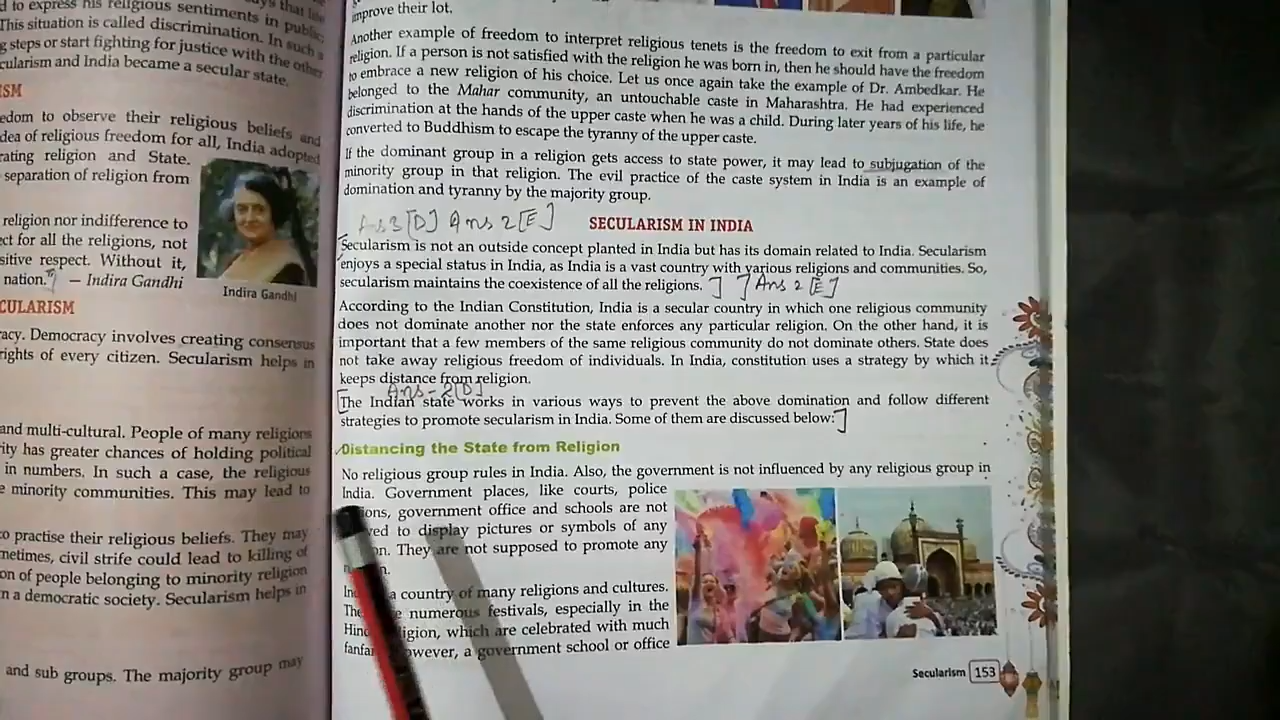 d to express his religious sentiments in public.
This situation is called discrimination. In such a
g steps or start fighting for justice with the other
cularism and India became a secular state.
ISM
edom to observe their religious beliefs and
dea of religious freedom for all, India adopted
rating religion and State.
separation of religion from
religion nor indifference to
ct for all the religions, not
sitive respect. Without it,
nation." — Indira Gandhi
Indira Gandhi
CULARISM
racy. Democracy involves creating consensus
rights of every citizen. Secularism helps in
and multi-cultural. People of many religions
rity has greater chances of holding political
in numbers. In such a case, the religious
e minority communities. This may lead to
to practise their religious beliefs. They may
metimes, civil strife could lead to killing of
on of people belonging to minority religion
n a democratic society. Secularism helps in
and sub groups. The majority group may
improve their lot.
Another example of freedom to interpret religious tenets is the freedom to exit from a particular
religion. If a person is not satisfied with the religion he was born in, then he should have the freedom
to embrace a new religion of his choice. Let us once again take the example of Dr. Ambedkar. He
belonged to the Mahar community, an untouchable caste in Maharashtra. He had experienced
discrimination at the hands of the upper caste when he was a child. During later years of his life, he
converted to Buddhism to escape the tyranny of the upper caste.
If the dominant group in a religion gets access to state power, it may lead to subjugation of the
minority group in that religion. The evil practice of the caste system in India is an example of
domination and tyranny by the majority group.
Ans 3 [D] Ans 2 [E]
SECULARISM IN INDIA
[Secularism is not an outside concept planted in India but has its domain related to India. Secularism
enjoys a special status in India, as India is a vast country with various religions and communities. So,
secularism maintains the coexistence of all the religions. ] ] Ans 2 [E]
According to the Indian Constitution, India is a secular country in which one religious community
does not dominate another nor the state enforces any particular religion. On the other hand, it is
important that a few members of the same religious community do not dominate others. State does
not take away religious freedom of individuals. In India, constitution uses a strategy by which it
keeps distance from religion.
Ans - 2 [D]
[The Indian state works in various ways to prevent the above domination and follow different
strategies to promote secularism in India. Some of them are discussed below:]
Distancing the State from Religion
No religious group rules in India. Also, the government is not influenced by any religious group in
India. Government places, like courts, police
ions, government office and schools are not
ved to display pictures or symbols of any
on. They are not supposed to promote any
n.
a country of many religions and cultures.
numerous festivals, especially in the
Hin igion, which are celebrated with much
fanfa owever, a government school or office
Secularism 153